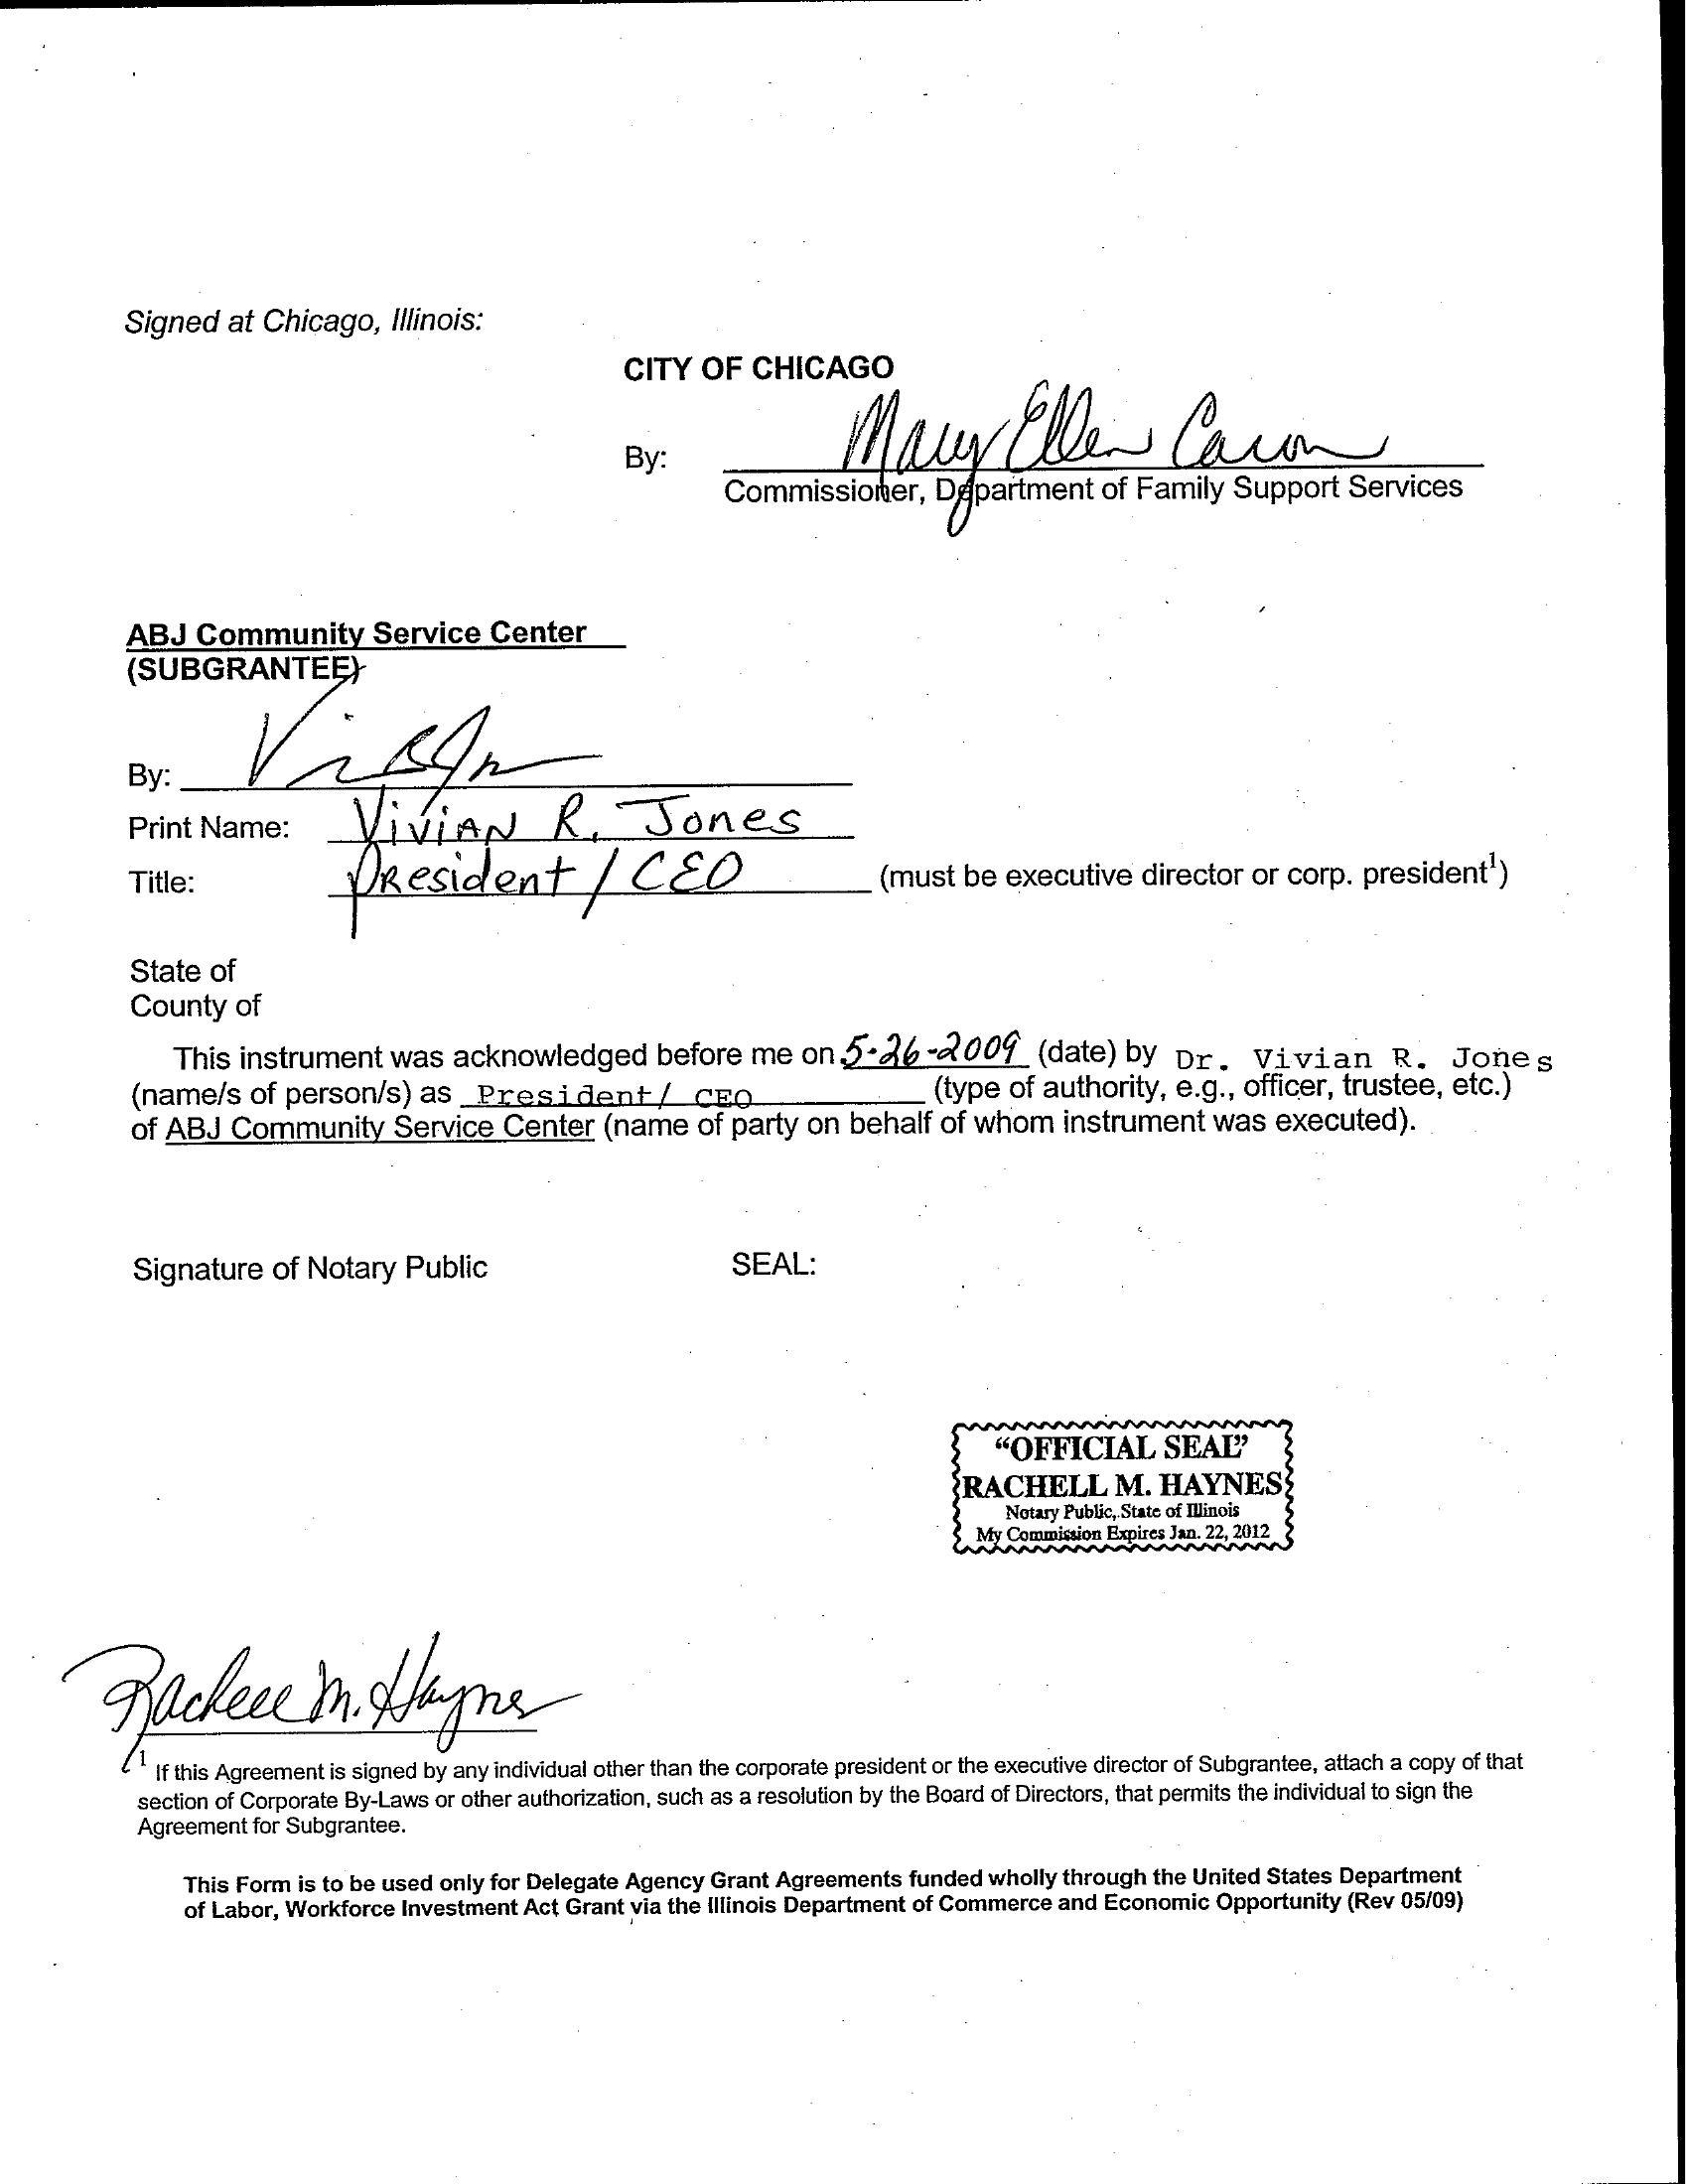 Signed at Chicago, Illinois:
CITY OF CHICAGO
Mary Ellen Caron
By:
Commissioner, Department of Family Support Services
ABJ Community Service Center
(SUBGRANTEE)
By:
Print Name: Vivian R. Jones
Title: President / CEO (must be executive director or corp. president¹)
State of
County of
This instrument was acknowledged before me on 5-26-2009 (date) by Dr. Vivian R. Jones
(name/s of person/s) as President/ CEO (type of authority, e.g., officer, trustee, etc.)
of ABJ Community Service Center (name of party on behalf of whom instrument was executed).
Signature of Notary Public SEAL:
“OFFICIAL SEAL”
RACHELL M. HAYNES
Notary Public, State of Illinois
My Commission Expires Jan. 22, 2012
Rachell M. Haynes
¹ If this Agreement is signed by any individual other than the corporate president or the executive director of Subgrantee, attach a copy of that
section of Corporate By-Laws or other authorization, such as a resolution by the Board of Directors, that permits the individual to sign the
Agreement for Subgrantee.
This Form is to be used only for Delegate Agency Grant Agreements funded wholly through the United States Department
of Labor, Workforce Investment Act Grant via the Illinois Department of Commerce and Economic Opportunity (Rev 05/09)